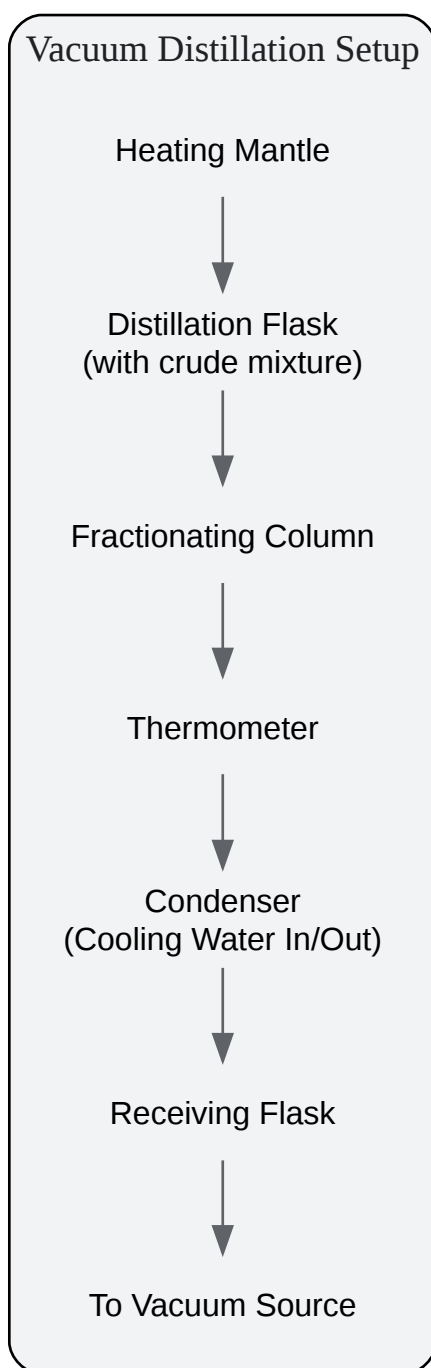 Vacuum Distillation Setup
Heating Mantle
Distillation Flask
(with crude mixture)
Fractionating Column
Thermometer
Condenser
(Cooling Water In/Out)
Receiving Flask
To Vacuum Source